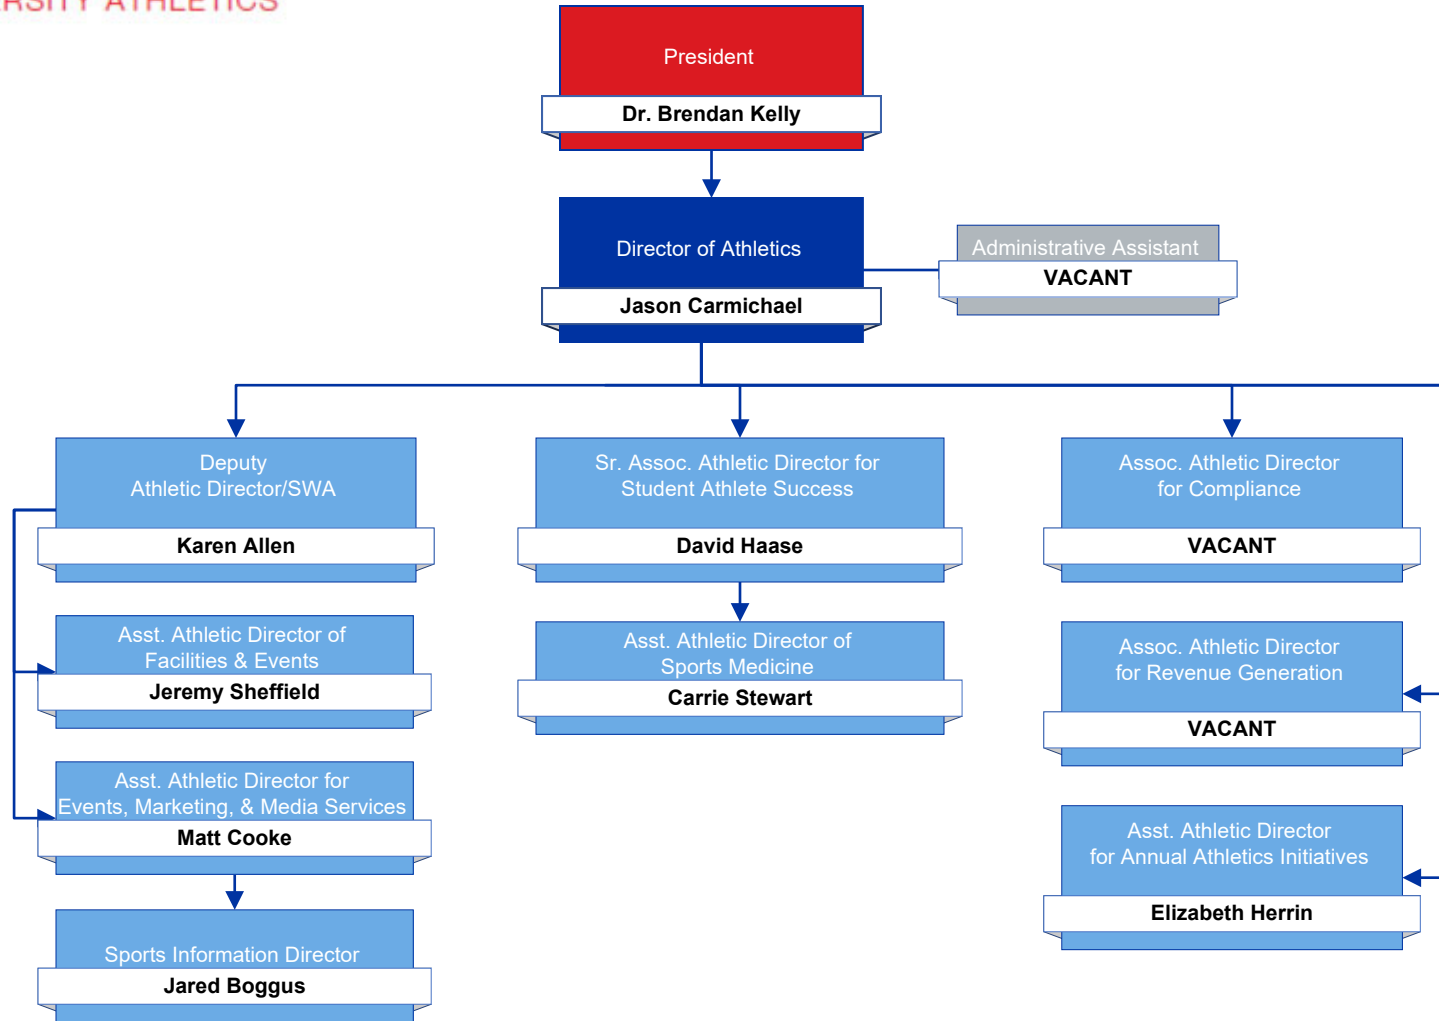 ATHLETICS
President
Dr. Brendan Kelly
Director of Athletics
Jason Carmichael
Administrative Assistant
VACANT
Deputy
Athletic Director/SWA
Karen Allen
Sr. Assoc. Athletic Director for
Student Athlete Success
David Haase
Assoc. Athletic Director
for Compliance
VACANT
Asst. Athletic Director of
Facilities & Events
Jeremy Sheffield
Asst. Athletic Director of
Sports Medicine
Carrie Stewart
Assoc. Athletic Director
for Revenue Generation
VACANT
Asst. Athletic Director for
Events, Marketing, & Media Services
Matt Cooke
Asst. Athletic Director
for Annual Athletics Initiatives
Elizabeth Herrin
Sports Information Director
Jared Boggus